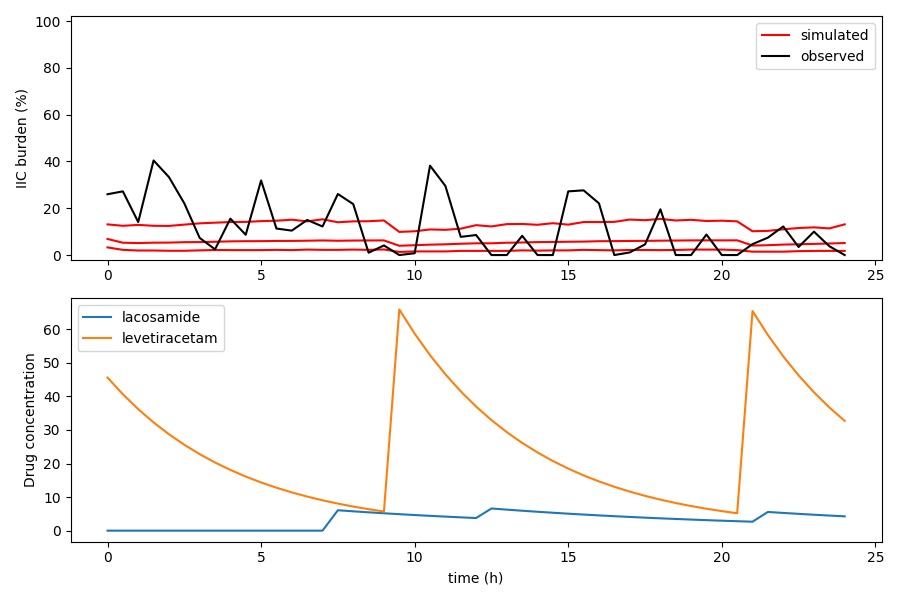 100
80
60
40
20
0
IIC burden (%)
simulated
observed
0 5 10 15 20 25
60
50
40
30
20
10
0
Drug concentration
lacosamide
levetiracetam
0 5 10 15 20 25
time (h)